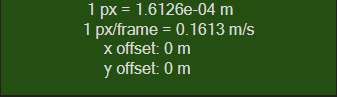 1 px = 1.6126e-04 m
1 px/frame = 0.1613 m/s
x offset: 0 m
y offset: 0 m